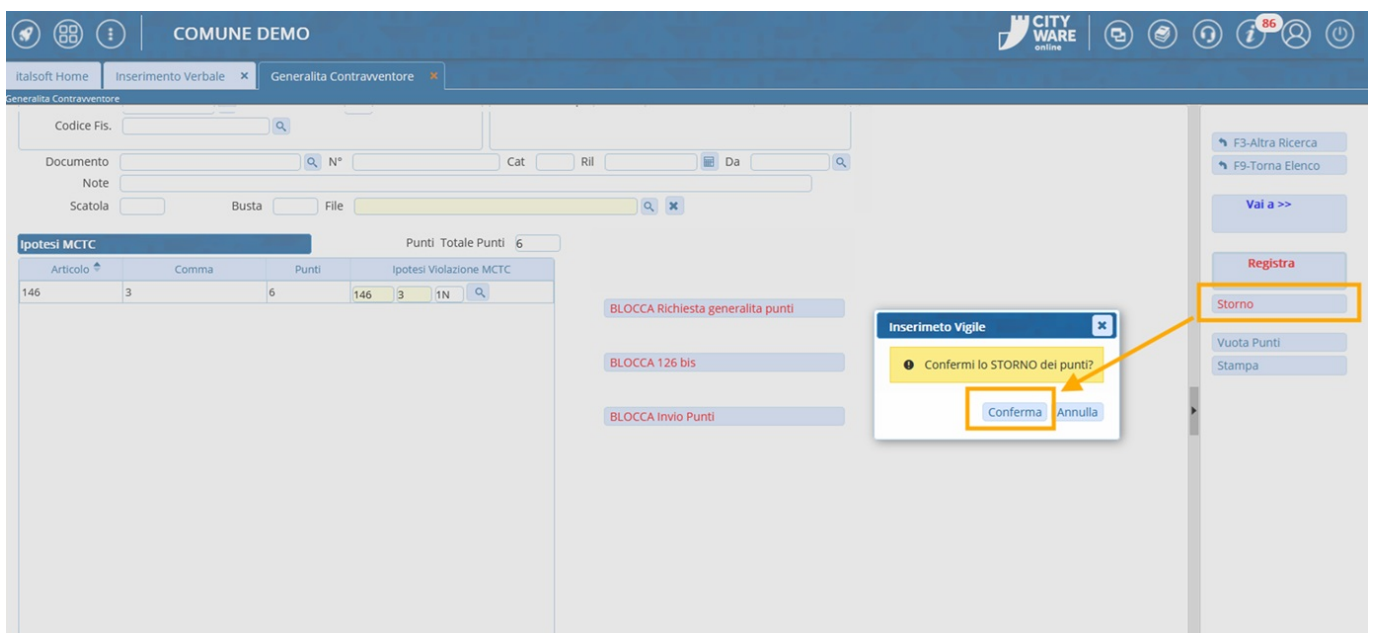 COMUNE DEMO
CITY
WARE
online
86
italsoft Home
Inserimento Verbale
Generalita Contravventore
Generalita Contravventore
Codice Fis.
F3-Altra Ricerca
Documento N° Cat Ril Da
F9-Torna Elenco
Note
Scatola Busta File
Vai a >>
Ipotesi MCTC Punti Totale Punti 6
Articolo Comma Punti Ipotesi Violazione MCTC
Registra
146 3 6 146 3 1N
BLOCCA Richiesta generalita punti
Storno
Inserimeto Vigile
Vuota Punti
BLOCCA 126 bis
Confermi lo STORNO dei punti?
Stampa
BLOCCA Invio Punti
Conferma Annulla